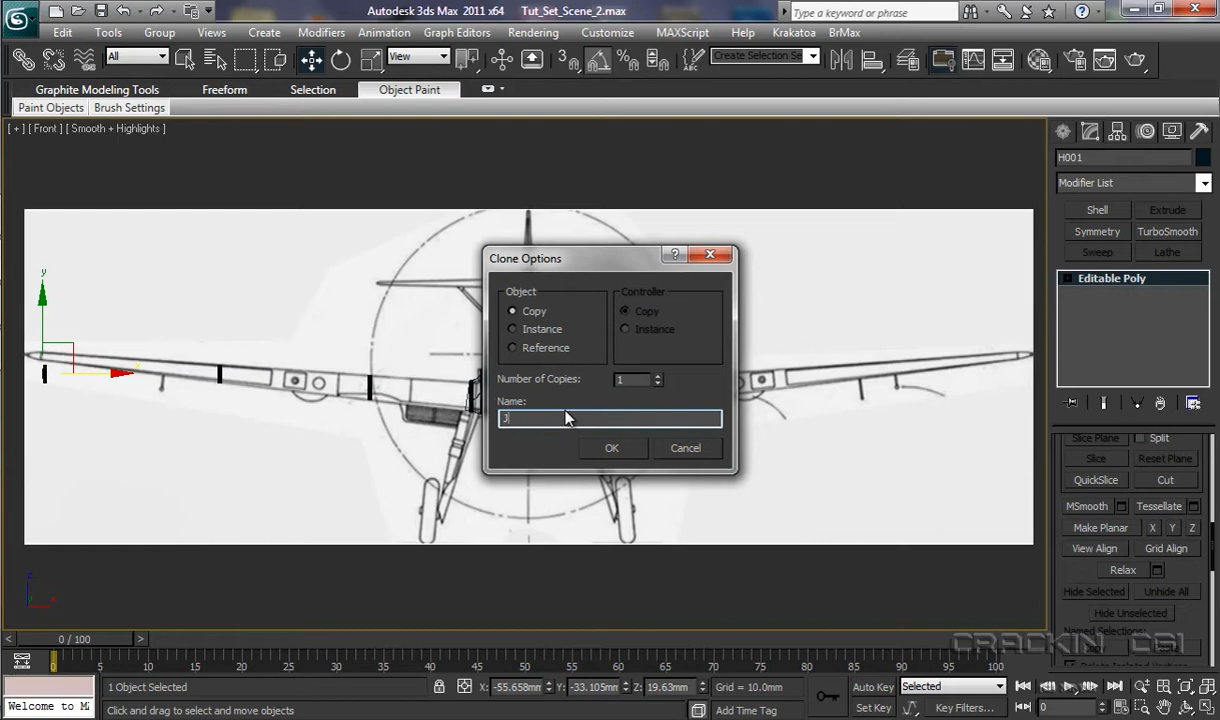 Autodesk 3ds Max 2011 x64 Tut_Set_Scene_2.max
Type a keyword or phrase
Edit Tools Group Views Create Modifiers Animation Graph Editors Rendering Customize MAXScript Help Krakatoa BrMax
All View Create Selection Se
Graphite Modeling Tools Freeform Selection Object Paint
Paint Objects Brush Settings
[ + ] [ Front ] [ Smooth + Highlights ]
H001
Modifier List
Shell Extrude
Symmetry TurboSmooth
Sweep Lathe
Editable Poly
Clone Options
Object Controller
Copy Copy
Instance Instance
Reference
Number of Copies: 1
Name:
J
OK Cancel
y
z
x
Slice Plane Split
Slice Reset Plane
QuickSlice Cut
MSmooth Tessellate
Make Planar X Y Z
View Align Grid Align
Relax
Hide Selected Unhide All
Hide Unselected
Named Selections:
CRACKIN CGI
0 / 100
0 5 10 15 20 25 30 35 40 45 50 55 60 65 70 75 80 85 90 95 100
1 Object Selected X: -55.658mm Y: -33.105mm Z: 19.63mm Grid = 10.0mm Auto Key Selected
Welcome to MA Click and drag to select and move objects Add Time Tag Set Key Key Filters... 0